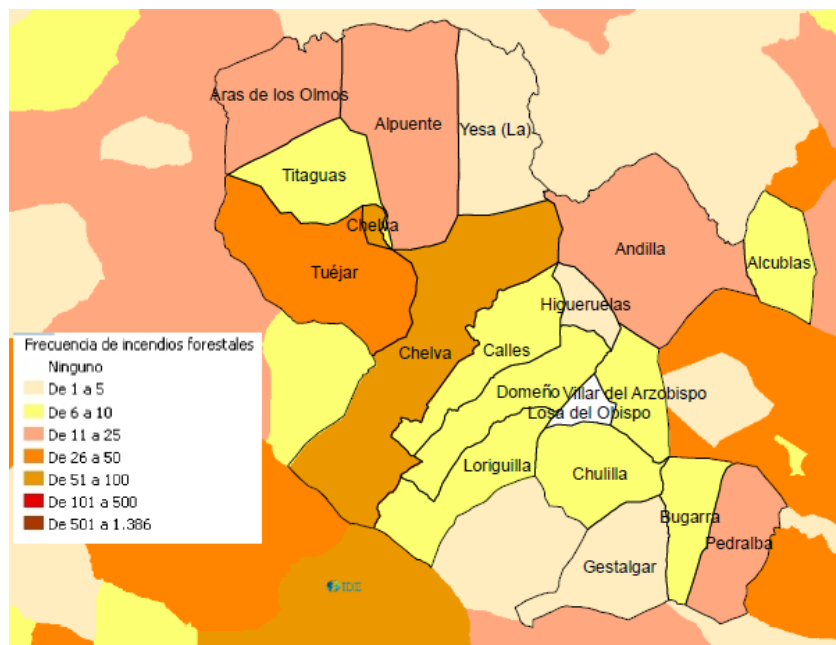 Aras de los Olmos
Alpuente
Yesa (La)
Titaguas
Chelva
Tuéjar
Andilla
Alcublas
Higueruelas
Chelva
Calles
Domeño
Villar del Arzobispo
Losa del Obispo
Loriguilla
Chulilla
Bugarra
Pedralba
Gestalgar
Frecuencia de incendios forestales
Ninguno
De 1 a 5
De 6 a 10
De 11 a 25
De 26 a 50
De 51 a 100
De 101 a 500
De 501 a 1.386
IDE